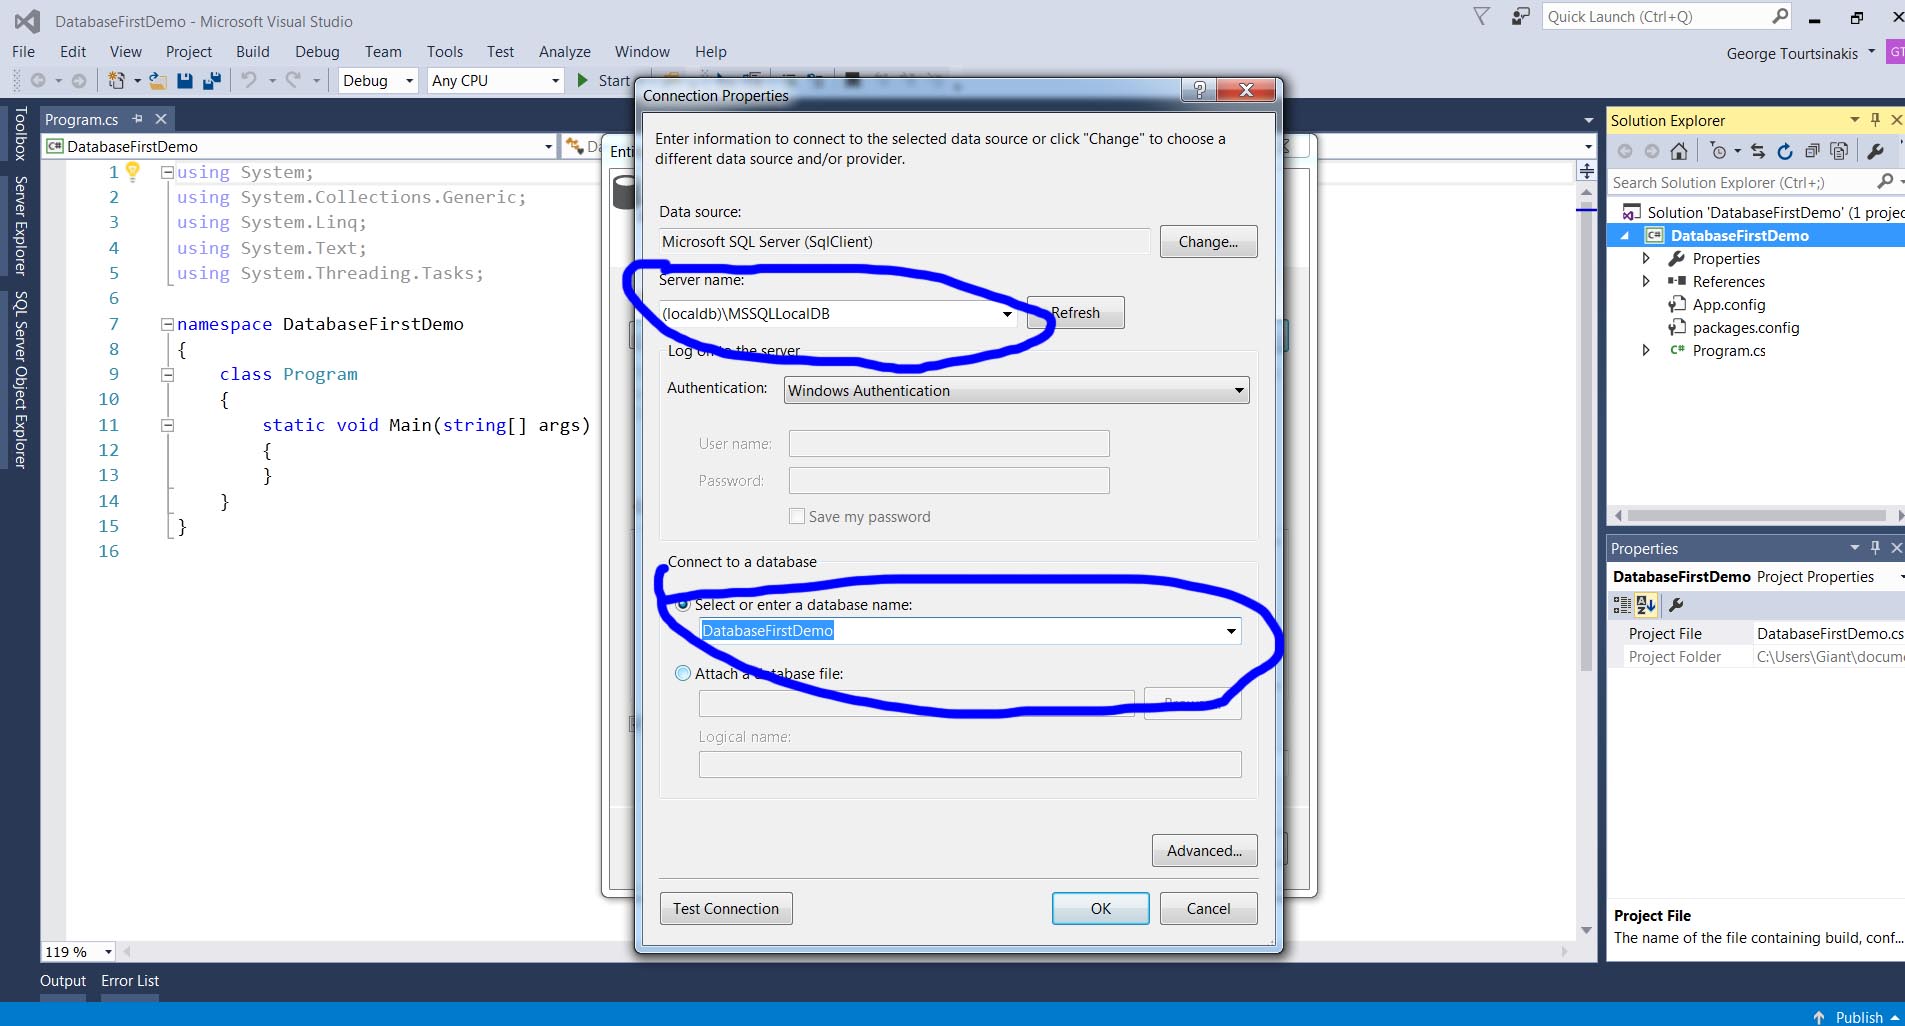 DatabaseFirstDemo - Microsoft Visual Studio
Quick Launch (Ctrl+Q)
File Edit View Project Build Debug Team Tools Test Analyze Window Help
George Tourtsinakis
GT
Debug
Any CPU
Start
Toolbox
Server Explorer
SQL Server Object Explorer
Program.cs
DatabaseFirstDemo
1 using System;
2 using System.Collections.Generic;
3 using System.Linq;
4 using System.Text;
5 using System.Threading.Tasks;
6
7 namespace DatabaseFirstDemo
8 {
9 class Program
10 {
11 static void Main(string[] args)
12 {
13 }
14 }
15 }
16
119 %
Output Error List
Connection Properties
?
Enter information to connect to the selected data source or click "Change" to choose a
different data source and/or provider.
Data source:
Microsoft SQL Server (SqlClient)
Change...
Server name:
(localdb)\MSSQLLocalDB
Refresh
Log on to the server
Authentication: Windows Authentication
User name:
Password:
Save my password
Connect to a database
Select or enter a database name:
DatabaseFirstDemo
Attach a database file:
Logical name:
Advanced...
Test Connection
OK
Cancel
Solution Explorer
Search Solution Explorer (Ctrl+;)
Solution 'DatabaseFirstDemo' (1 projec
C# DatabaseFirstDemo
Properties
References
App.config
packages.config
C# Program.cs
Properties
DatabaseFirstDemo Project Properties
Project File DatabaseFirstDemo.cs
Project Folder C:\Users\Giant\docume
Project File
The name of the file containing build, conf...
Publish